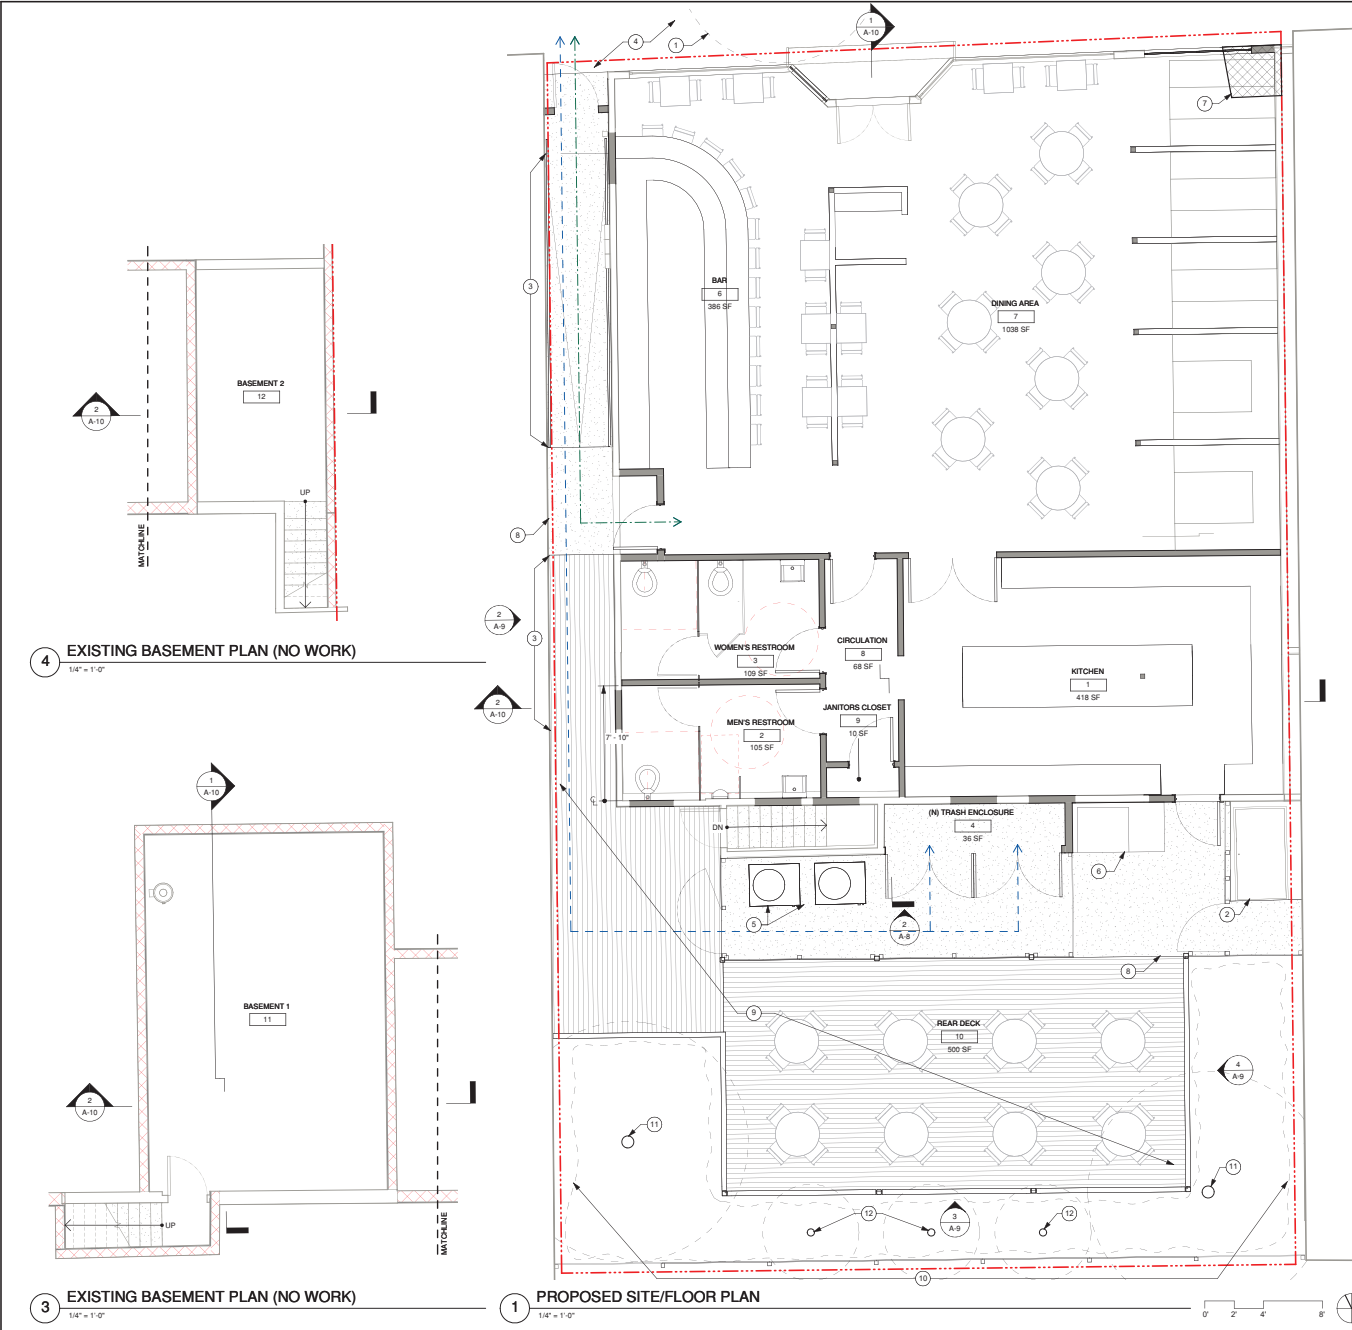 4
1
1
A-10
7
3
BAR
6
386 SF
DINING AREA
7
1038 SF
BASEMENT 2
12
2
A-10
UP
MATCHLINE
8
4
EXISTING BASEMENT PLAN (NO WORK)
1/4" = 1'-0"
2
A-9
3
2
A-10
WOMEN'S RESTROOM
3
109 SF
CIRCULATION
8
68 SF
KITCHEN
1
418 SF
JANITORS CLOSET
9
10 SF
MEN'S RESTROOM
2
105 SF
7' - 10"
DN
(N) TRASH ENCLOSURE
4
36 SF
6
5
2
A-8
2
8
9
REAR DECK
10
500 SF
4
A-9
11
11
12
3
A-9
12
10
1
A-10
BASEMENT 1
11
2
A-10
UP
MATCHLINE
3
EXISTING BASEMENT PLAN (NO WORK)
1/4" = 1'-0"
1
PROPOSED SITE/FLOOR PLAN
1/4" = 1'-0"
0' 2' 4' 8'